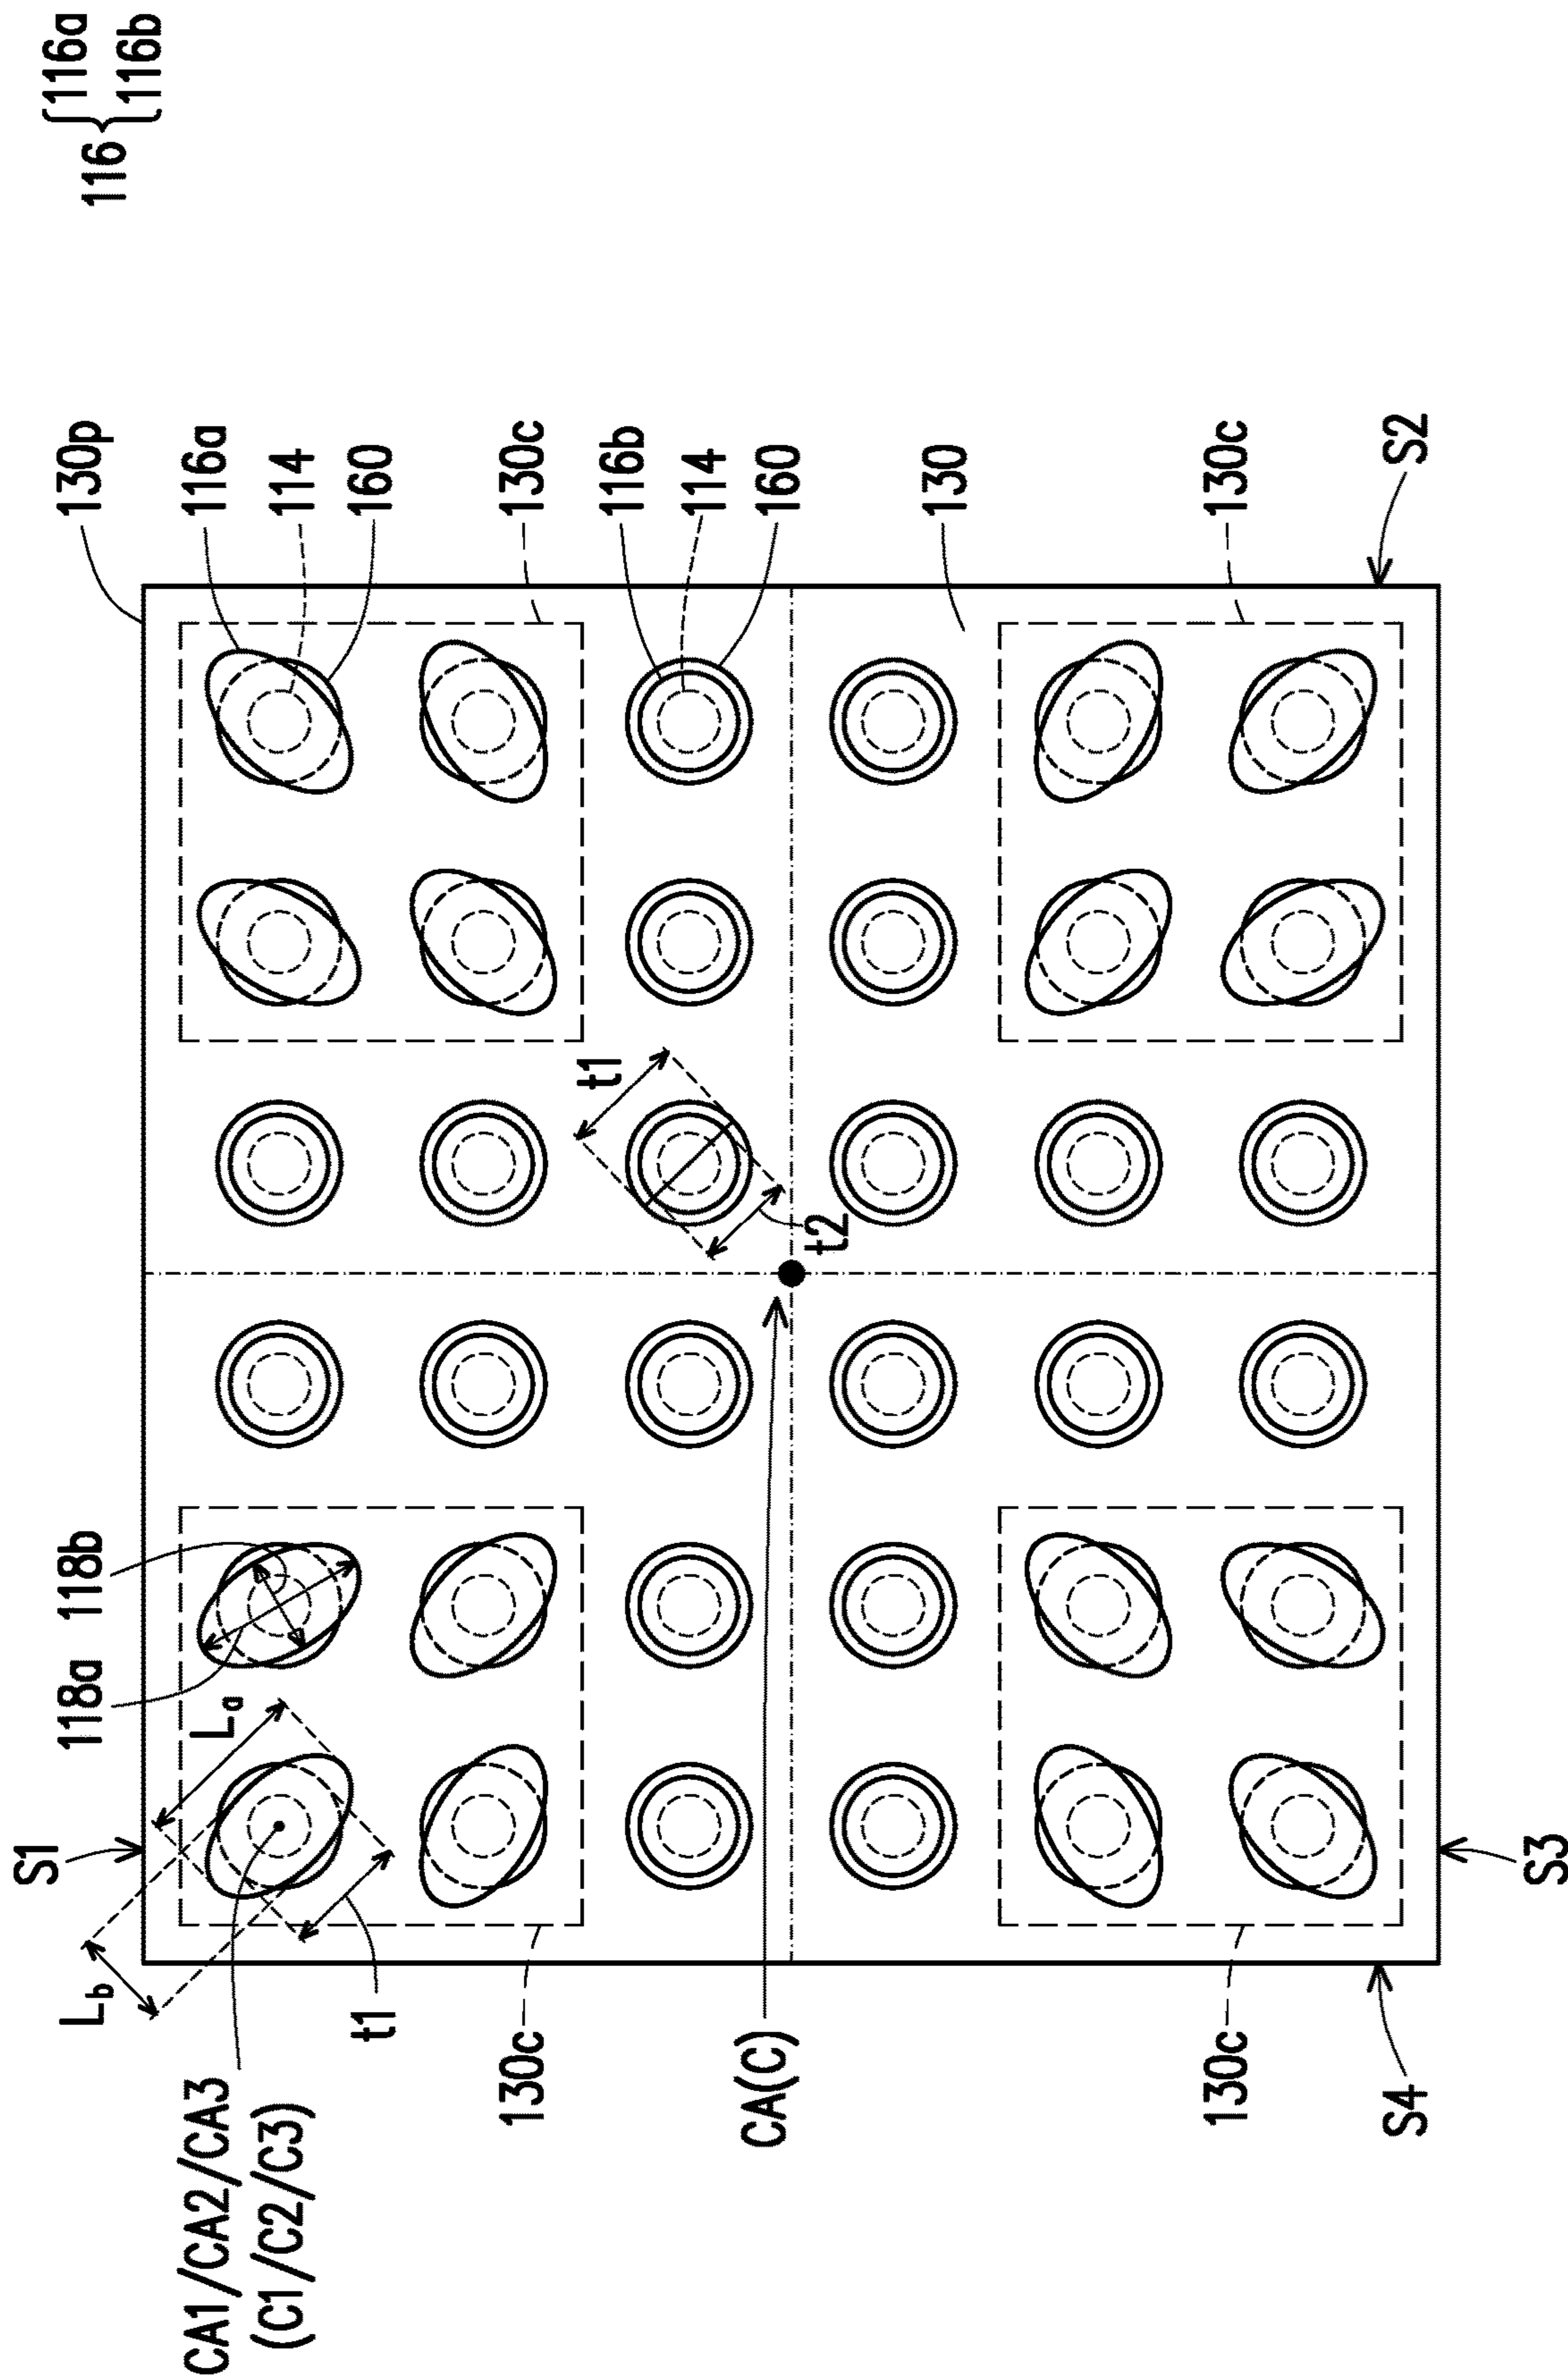 116 { 116a
116b
130p
116a
114
160
130c
116b
114
160
130
130c
S2
t1
t2
118a 118b
La
S1
Lb
t1
CA1/CA2/CA3
(C1/C2/C3)
130c
CA(C)
130c
S4
S3